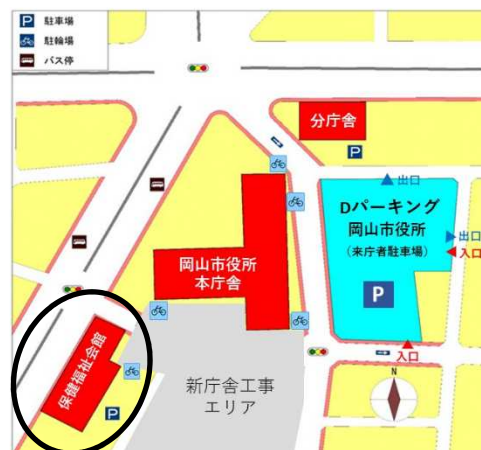 P 駐車場
駐輪場
バス停
分庁舎
P
出口
Dパーキング
岡山市役所
(来庁者駐車場)
出口
入口
P
岡山市役所
本庁舎
入口
保健福祉会館
P
新庁舎工事
エリア
N